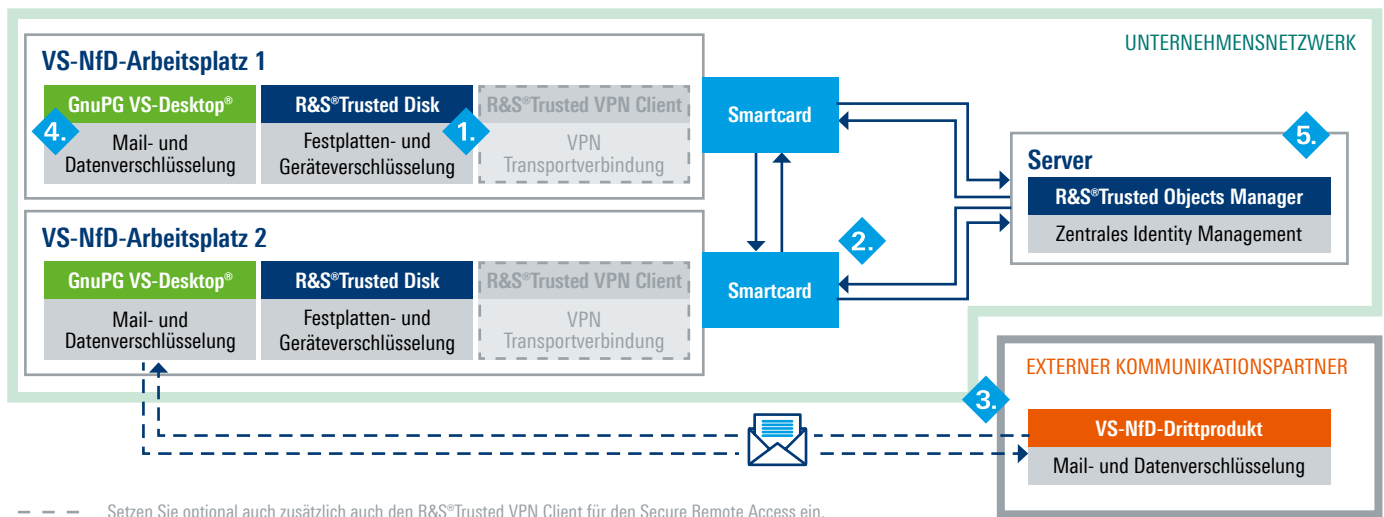 UNTERNEHMENSNETZWERK
VS-NfD-Arbeitsplatz 1
GnuPG VS-Desktop®
Mail- und
Datenverschlüsselung
4.
R&S®Trusted Disk
Festplatten- und
Geräteverschlüsselung
1.
R&S®Trusted VPN Client
VPN
Transportverbindung
Smartcard
5.
Server
R&S®Trusted Objects Manager
Zentrales Identity Management
VS-NfD-Arbeitsplatz 2
GnuPG VS-Desktop®
Mail- und
Datenverschlüsselung
R&S®Trusted Disk
Festplatten- und
Geräteverschlüsselung
R&S®Trusted VPN Client
VPN
Transportverbindung
Smartcard
2.
3.
EXTERNER KOMMUNIKATIONSPARTNER
VS-NfD-Drittprodukt
Mail- und Datenverschlüsselung
Setzen Sie optional auch zusätzlich auch den R&S®Trusted VPN Client für den Secure Remote Access ein.